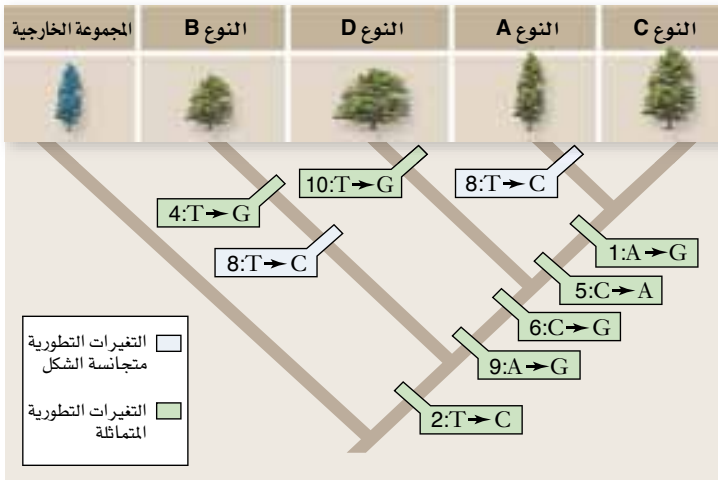 المجموعة الخارجية
النوع B
النوع D
النوع A
النوع C
10:T→G
8:T→C
4:T→G
8:T→C
1:A→G
5:C→A
6:C→G
9:A→G
2:T→C
التغيرات التطورية
متجانسة الشكل
التغيرات التطورية
المتماثلة